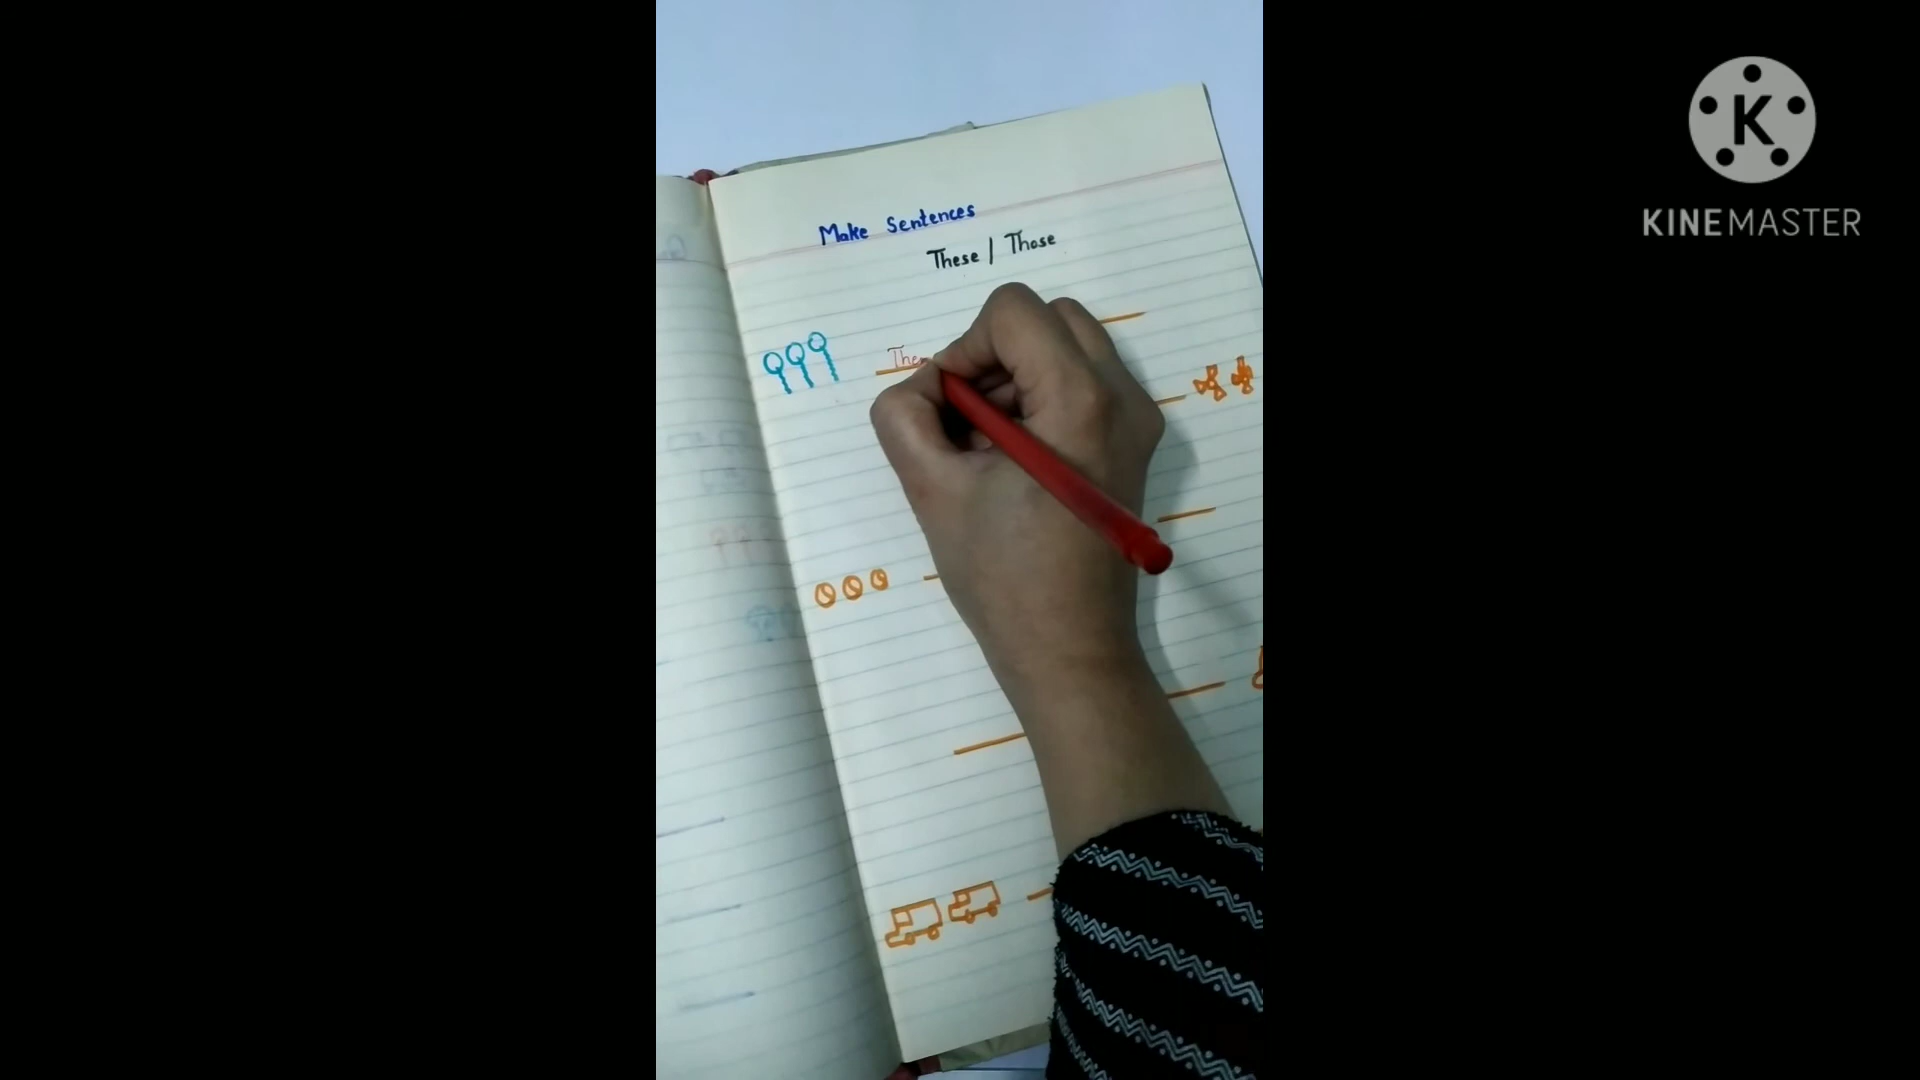 Make Sentences
These / Those
The
K
KINEMASTER